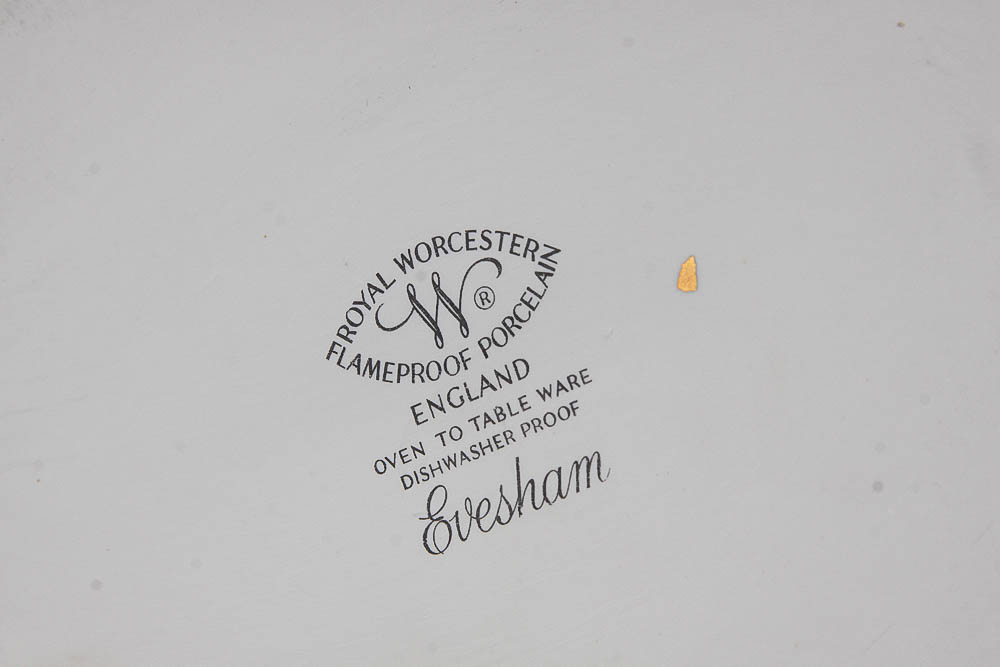 ROYAL WORCESTER
W ®
FLAMEPROOF PORCELAIN
ENGLAND
OVEN TO TABLE WARE
DISHWASHER PROOF
Evesham